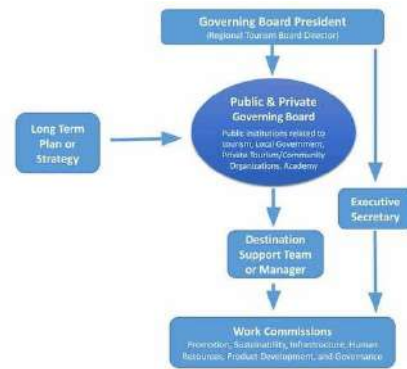 Governing Board President
(Regional Tourism Board Director)
Public & Private
Governing Board
Public institutions related to
tourism, Local Government,
Private Tourism/Community
Organizations, Academy
Long Term
Plan or
Strategy
Executive
Secretary
Destination
Support Team
or Manager
Work Commissions
Promotion, Sustainability, Infrastructure, Human
Resources, Product Development, and Governance